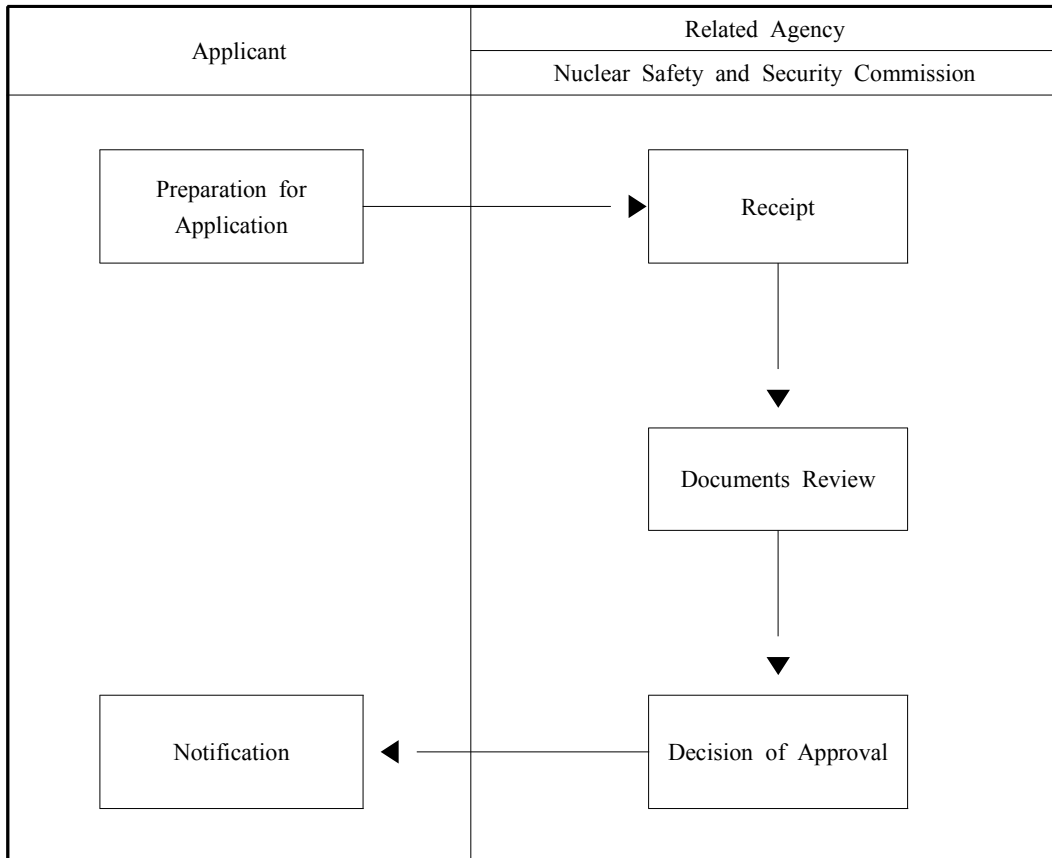 Applicant
Related Agency
Nuclear Safety and Security Commission
Preparation for
Application
Receipt
Documents Review
Notification
Decision of Approval